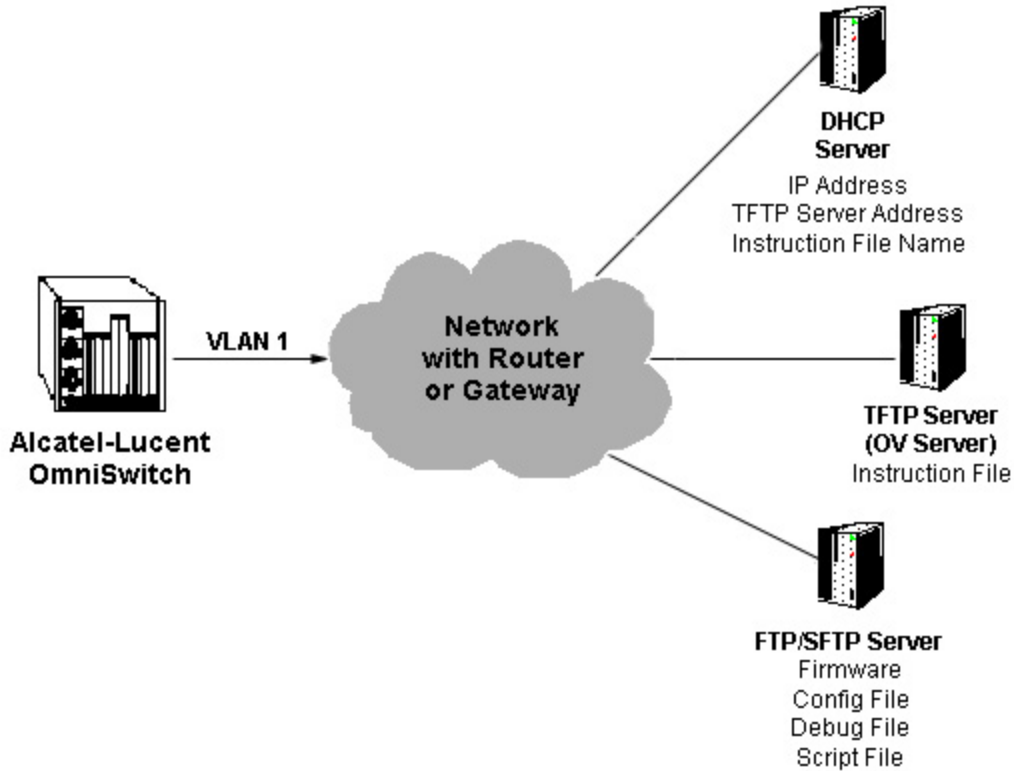 DHCP
Server
IP Address
TFTP Server Address
Instruction File Name
VLAN 1
Network
with Router
or Gateway
Alcatel-Lucent
OmniSwitch
TFTP Server
(OV Server)
Instruction File
FTP/SFTP Server
Firmware
Config File
Debug File
Script File